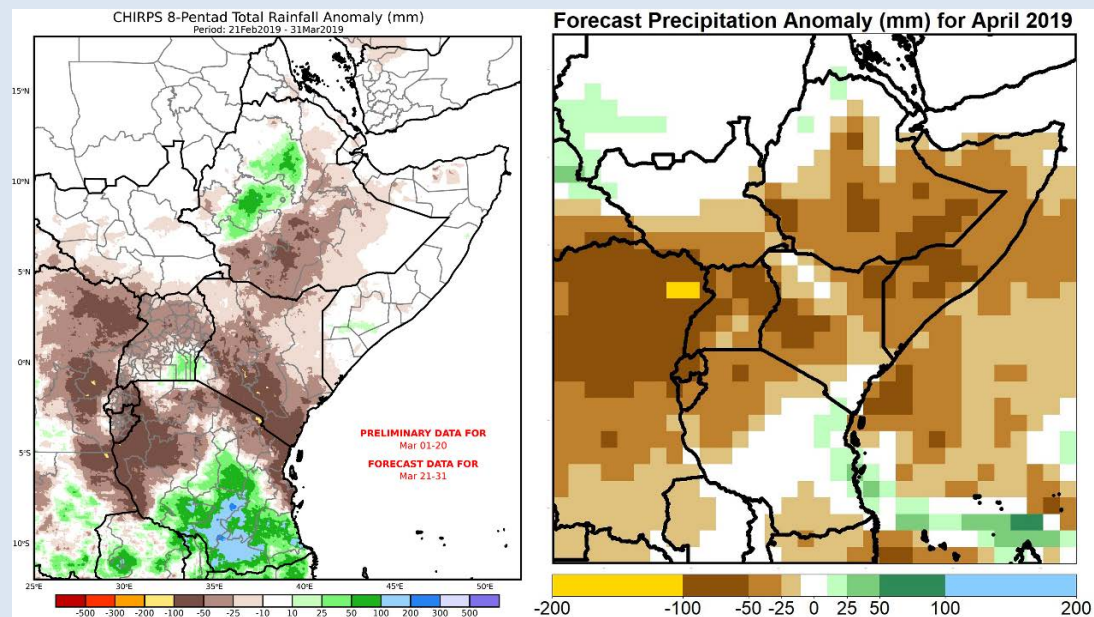 CHIRPS 8-Pentad Total Rainfall Anomaly (mm)
Period: 21Feb2019 - 31Mar2019
15°N
10°N
5°N
0°N
5°S
10°S
25°E 30°E 35°E 40°E 45°E 50°E
PRELIMINARY DATA FOR
Mar 01-20
FORECAST DATA FOR
Mar 21-31
-500 -300 -200 -100 -50 -25 -10 10 25 50 100 200 300 500
Forecast Precipitation Anomaly (mm) for April 2019
-200 -100 -50 -25 0 25 50 100 200